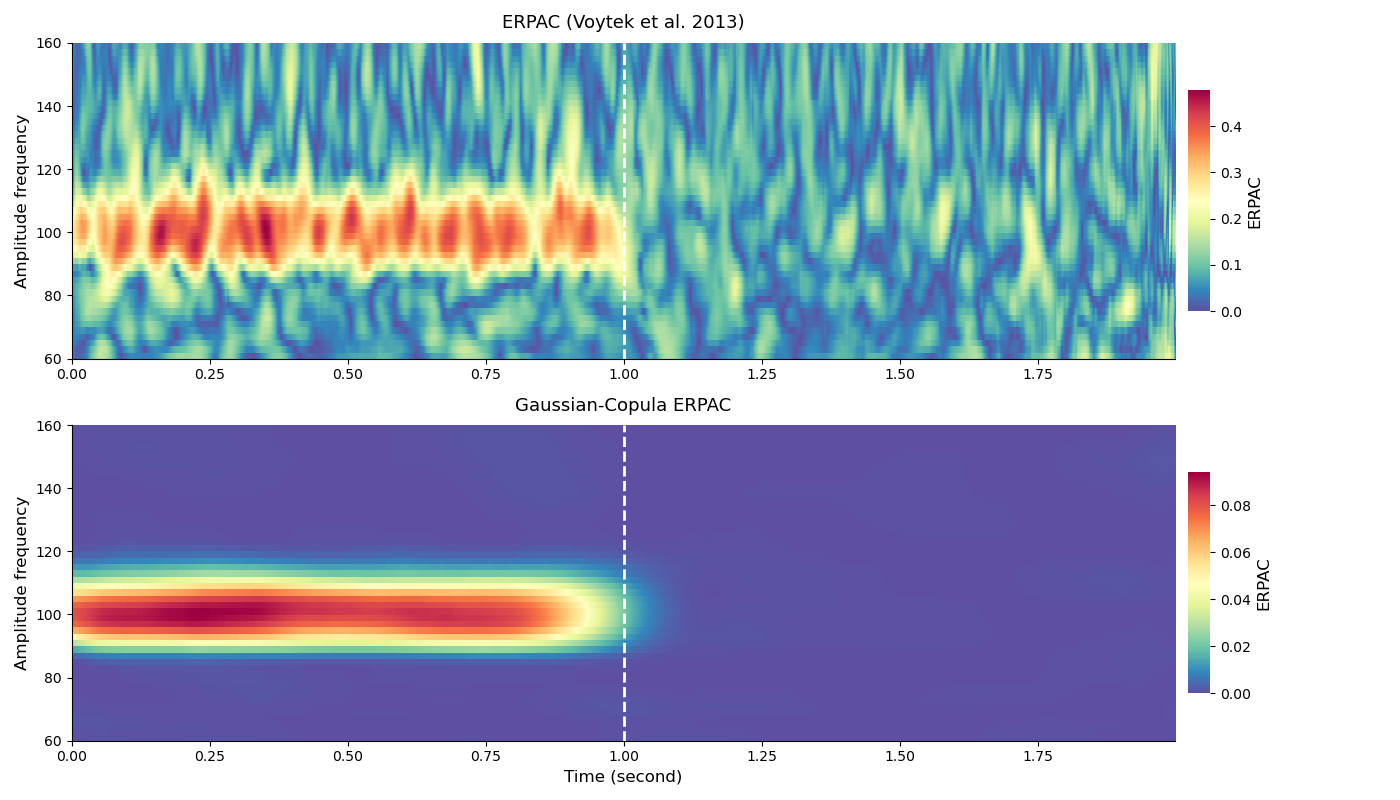 ERPAC (Voytek et al. 2013)
160
140
120
100
80
60
Amplitude frequency
0.00 0.25 0.50 0.75 1.00 1.25 1.50 1.75
0.4
0.3
0.2
0.1
0.0
ERPAC
Gaussian-Copula ERPAC
160
140
120
100
80
60
Amplitude frequency
0.00 0.25 0.50 0.75 1.00 1.25 1.50 1.75
Time (second)
0.08
0.06
0.04
0.02
0.00
ERPAC